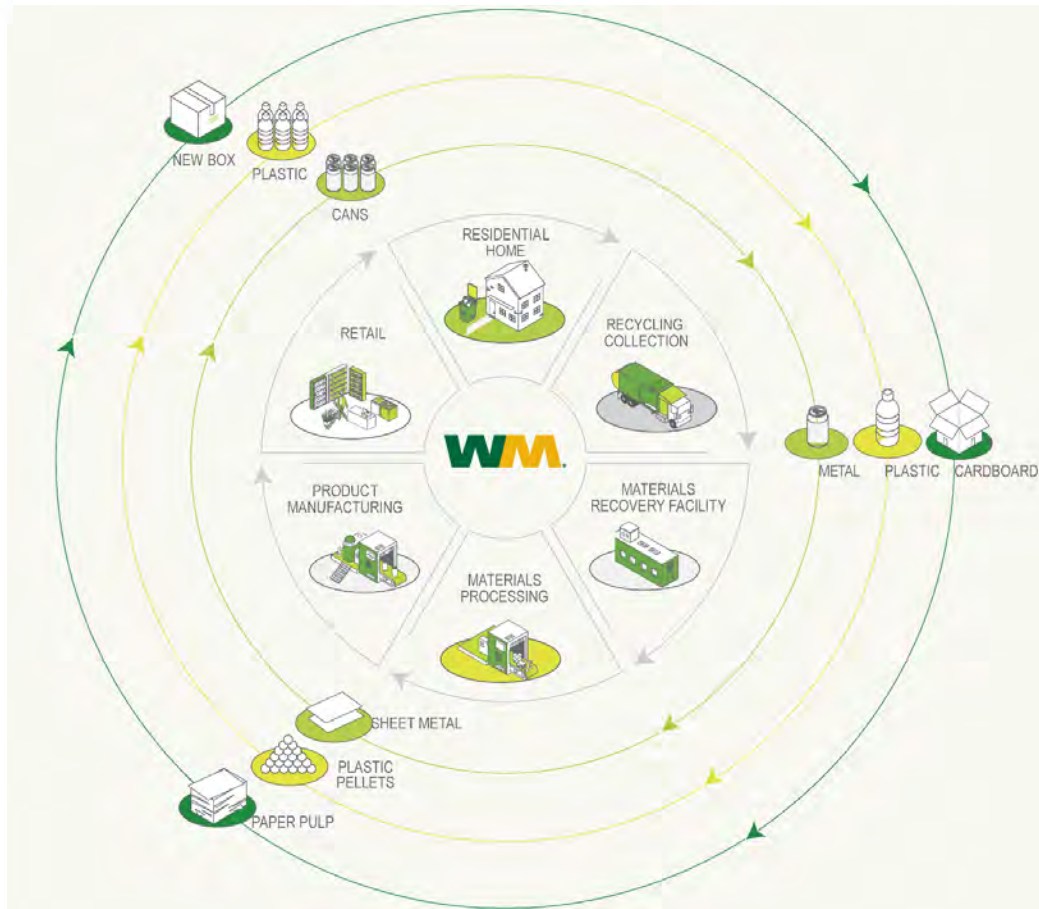 NEW BOX
PLASTIC
CANS
RESIDENTIAL
HOME
RETAIL
RECYCLING
COLLECTION
WM.
METAL
PLASTIC
CARDBOARD
PRODUCT
MANUFACTURING
MATERIALS
RECOVERY FACILITY
MATERIALS
PROCESSING
SHEET METAL
PLASTIC
PELLETS
PAPER PULP